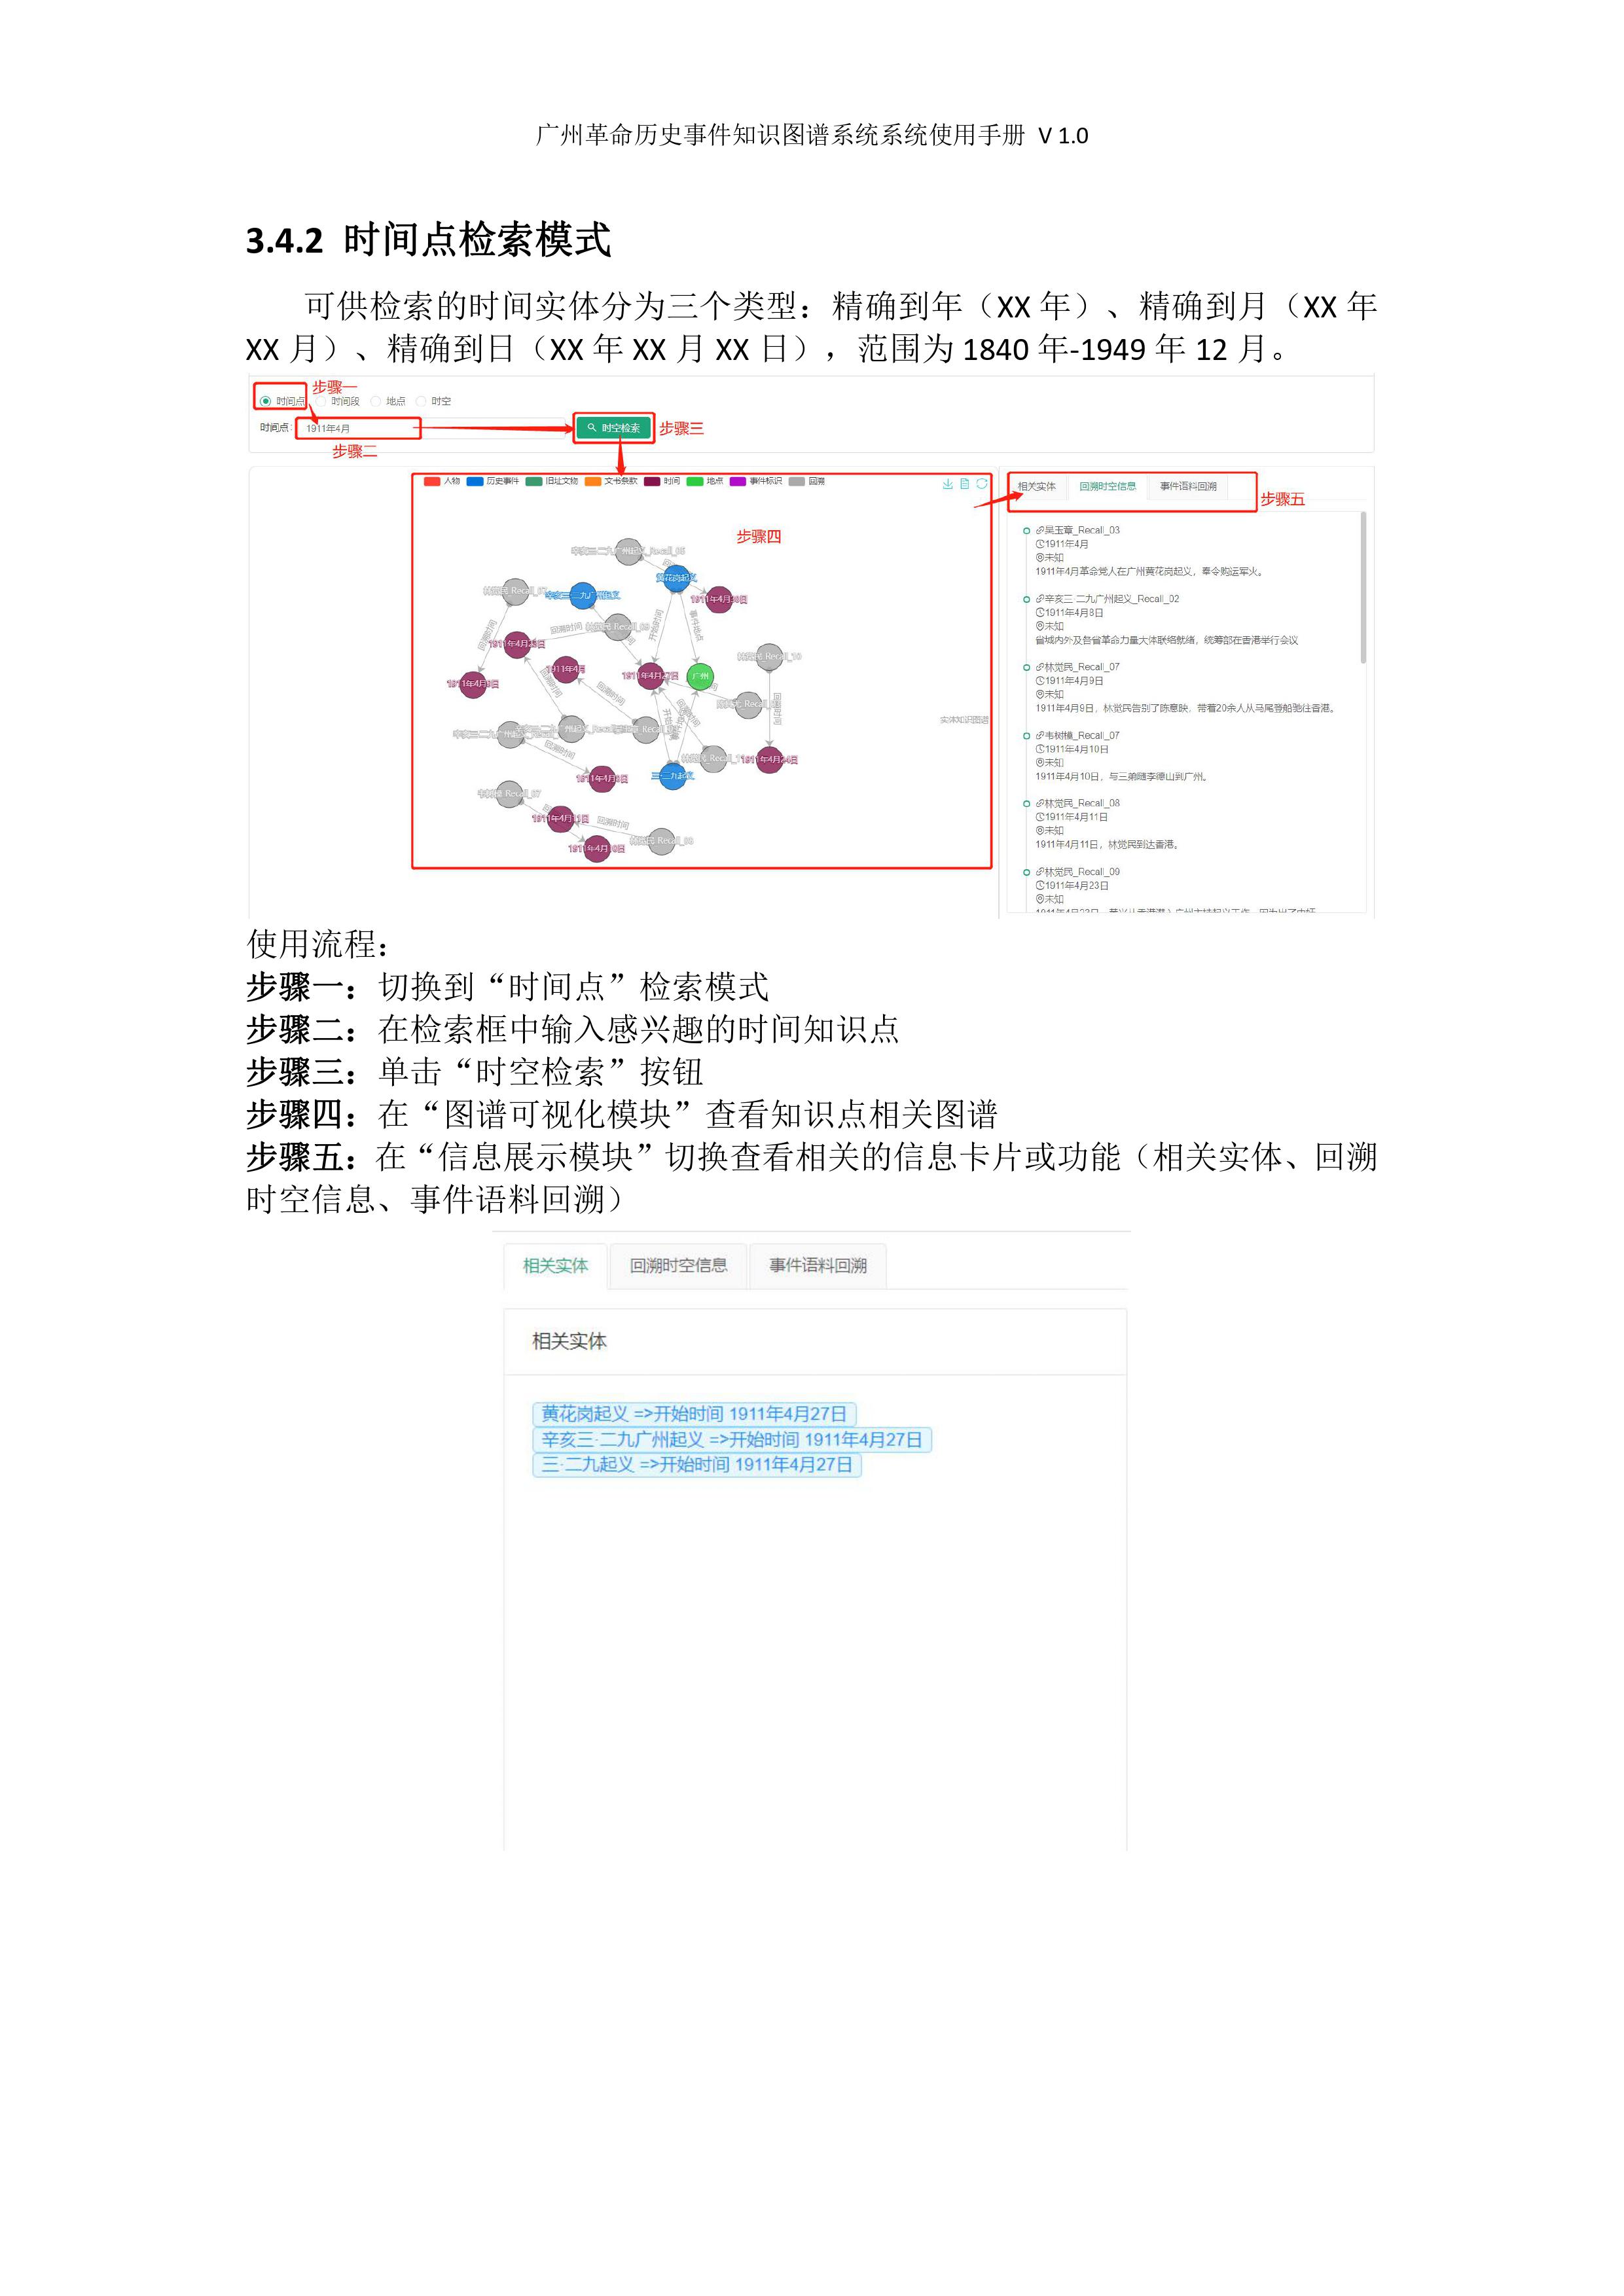 广州革命历史事件知识图谱系统系统使用手册 V 1.0
3.4.2 时间点检索模式
可供检索的时间实体分为三个类型：精确到年（XX 年）、精确到月（XX 年
XX 月）、精确到日（XX 年 XX 月 XX 日），范围为 1840 年-1949 年 12 月。
步骤一
时间点 时间段 地点 时空
时间点： 1911年4月 时空检索 步骤三
步骤二
人物 历史事件 旧址文物 文书条款 时间 地点 事件标识 回溯
相关实体 回溯时空信息 事件语料回溯
步骤五
步骤四
黄花岗起义
广州
实体知识图谱
三·二九起义
吴玉章_Recall_03
1911年4月
未知
1911年4月革命党人在广州黄花岗起义，奉令购运军火。
辛亥三·二九广州起义_Recall_02
1911年4月8日
未知
省城内外及各省革命力量大体联络就绪，统筹部在香港举行会议
林觉民_Recall_07
1911年4月9日
未知
1911年4月9日，林觉民告别了陈意映，带着20余人从马尾登船驰往香港。
韦树模_Recall_07
1911年4月10日
未知
1911年4月10日，与三弟随李德山到广州。
林觉民_Recall_08
1911年4月11日
未知
1911年4月11日，林觉民到达香港。
林觉民_Recall_09
1911年4月23日
未知
使用流程：
步骤一：切换到“时间点”检索模式
步骤二：在检索框中输入感兴趣的时间知识点
步骤三：单击“时空检索”按钮
步骤四：在“图谱可视化模块”查看知识点相关图谱
步骤五：在“信息展示模块”切换查看相关的信息卡片或功能（相关实体、回溯
时空信息、事件语料回溯）
相关实体 回溯时空信息 事件语料回溯
相关实体
黄花岗起义 =>开始时间 1911年4月27日
辛亥三·二九广州起义 =>开始时间 1911年4月27日
三·二九起义 =>开始时间 1911年4月27日